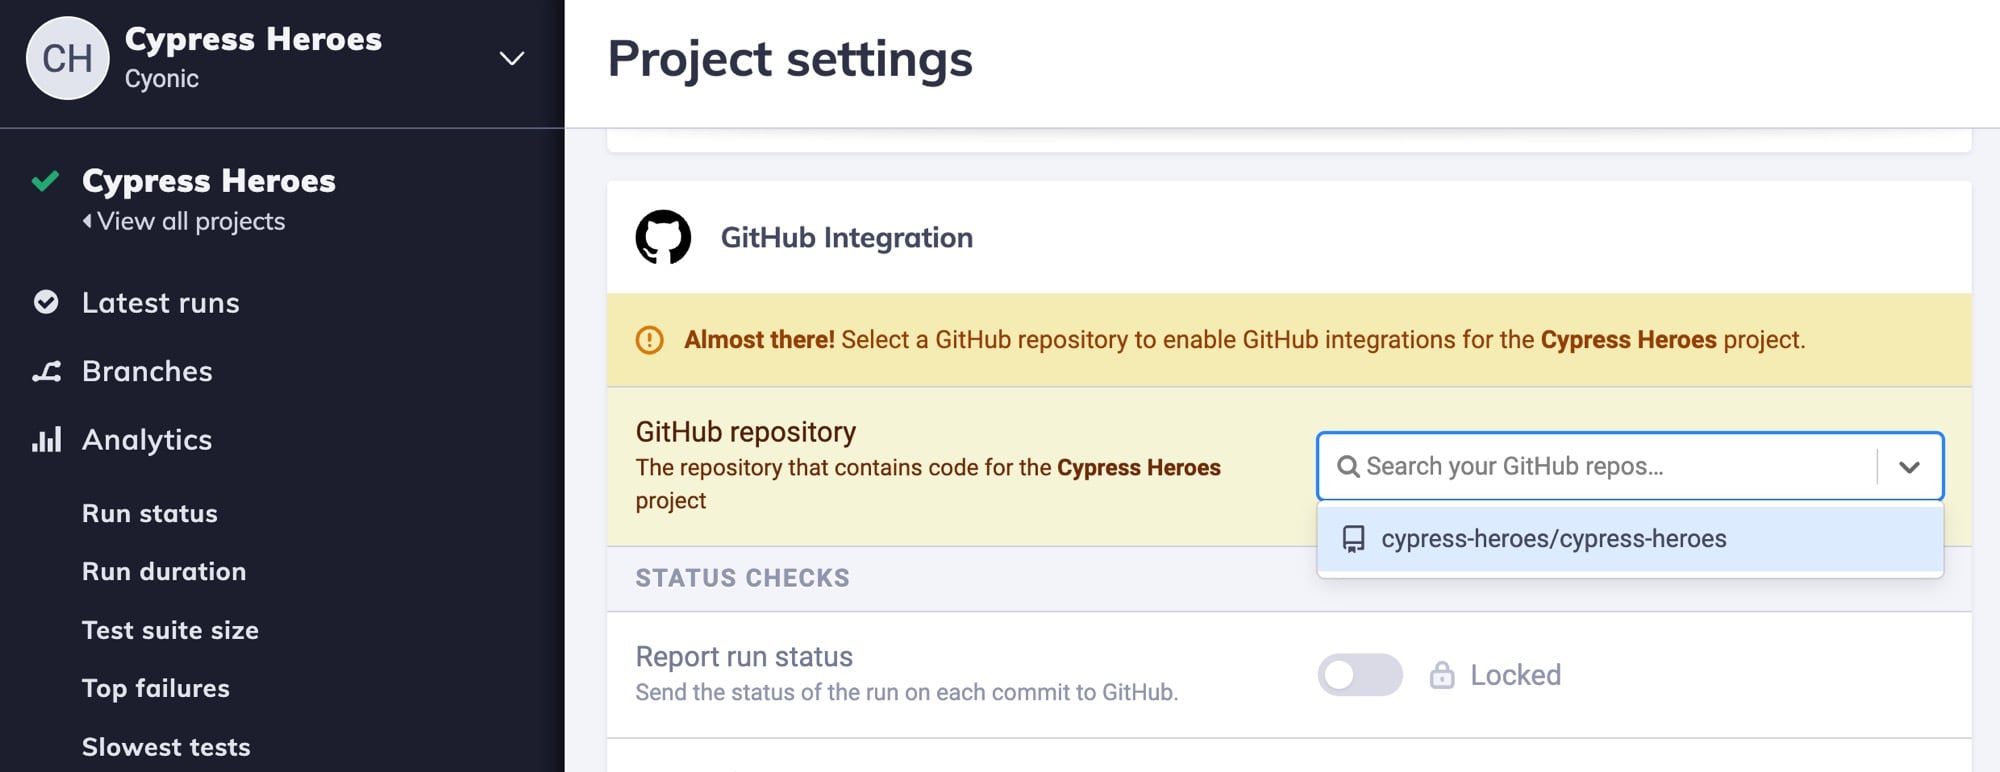 CH
Cypress Heroes
Cyonic
Cypress Heroes
View all projects
Latest runs
Branches
Analytics
Run status
Run duration
Test suite size
Top failures
Slowest tests
Project settings
GitHub Integration
Almost there! Select a GitHub repository to enable GitHub integrations for the Cypress Heroes project.
GitHub repository
The repository that contains code for the Cypress Heroes
project
Search your GitHub repos...
cypress-heroes/cypress-heroes
STATUS CHECKS
Report run status
Send the status of the run on each commit to GitHub.
Locked